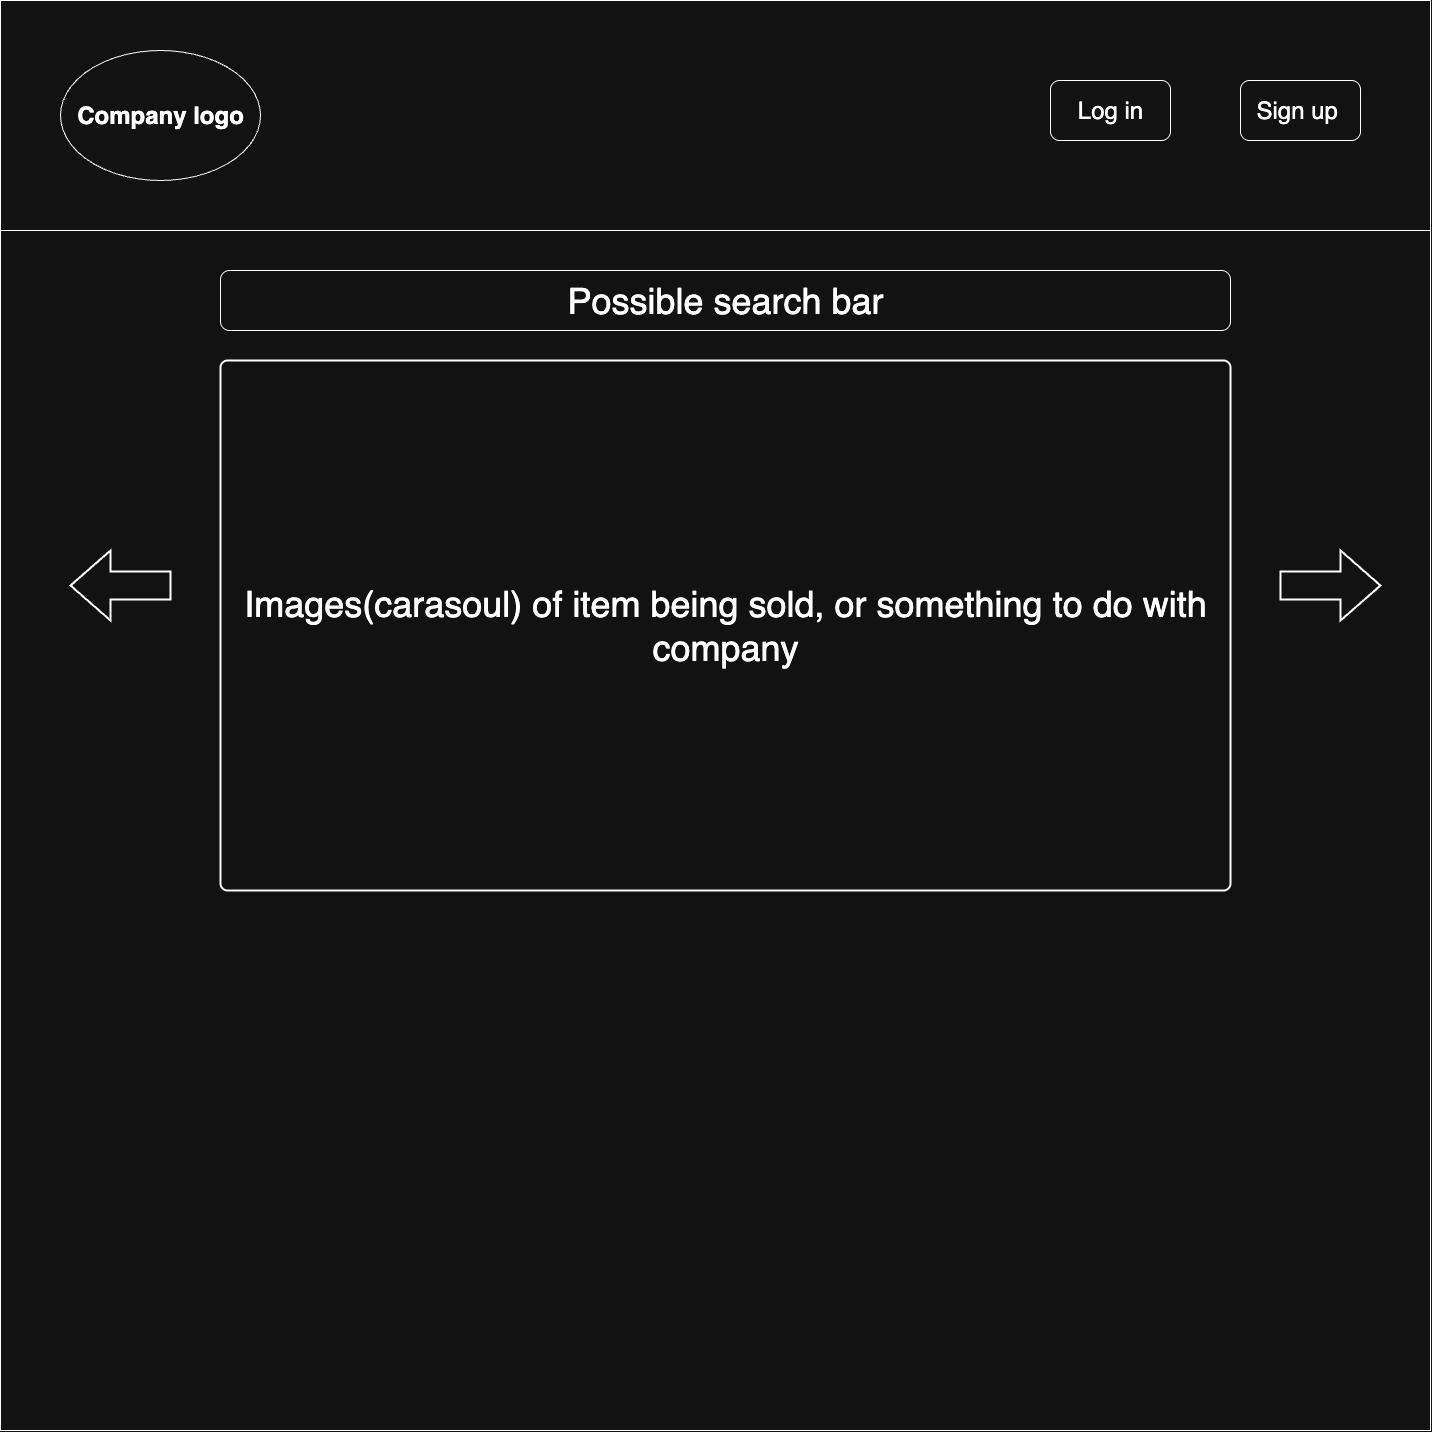 Company logo
Log in
Sign up
Possible search bar
Images(carasoul) of item being sold, or something to do with
company